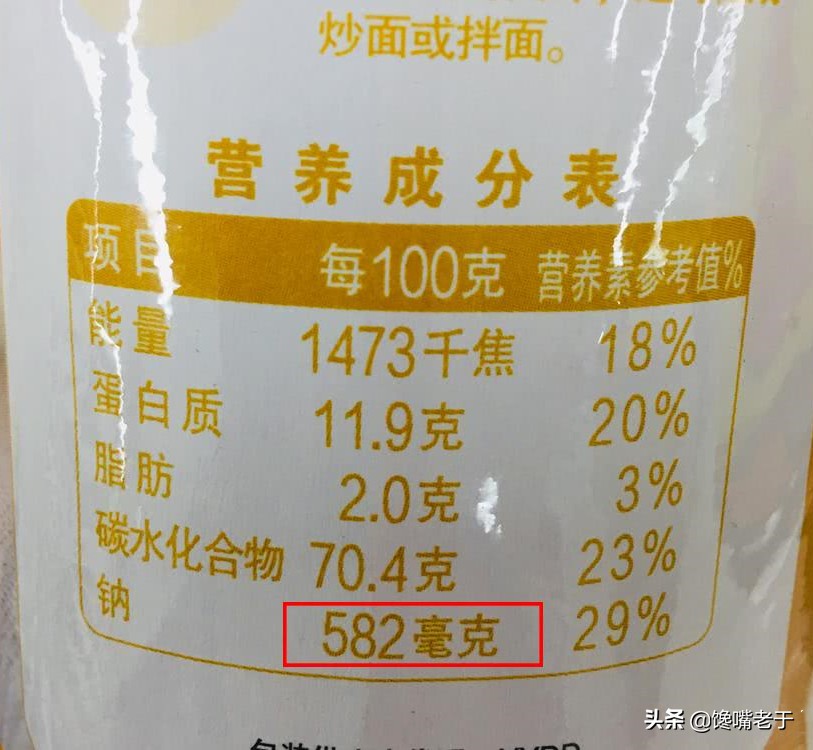 炒面或拌面。
营养成分表
项目 每100克 营养素参考值%
能量 1473千焦 18%
蛋白质 11.9克 20%
脂肪 2.0克 3%
碳水化合物 70.4克 23%
钠 582毫克 29%
头条 @馋嘴老于